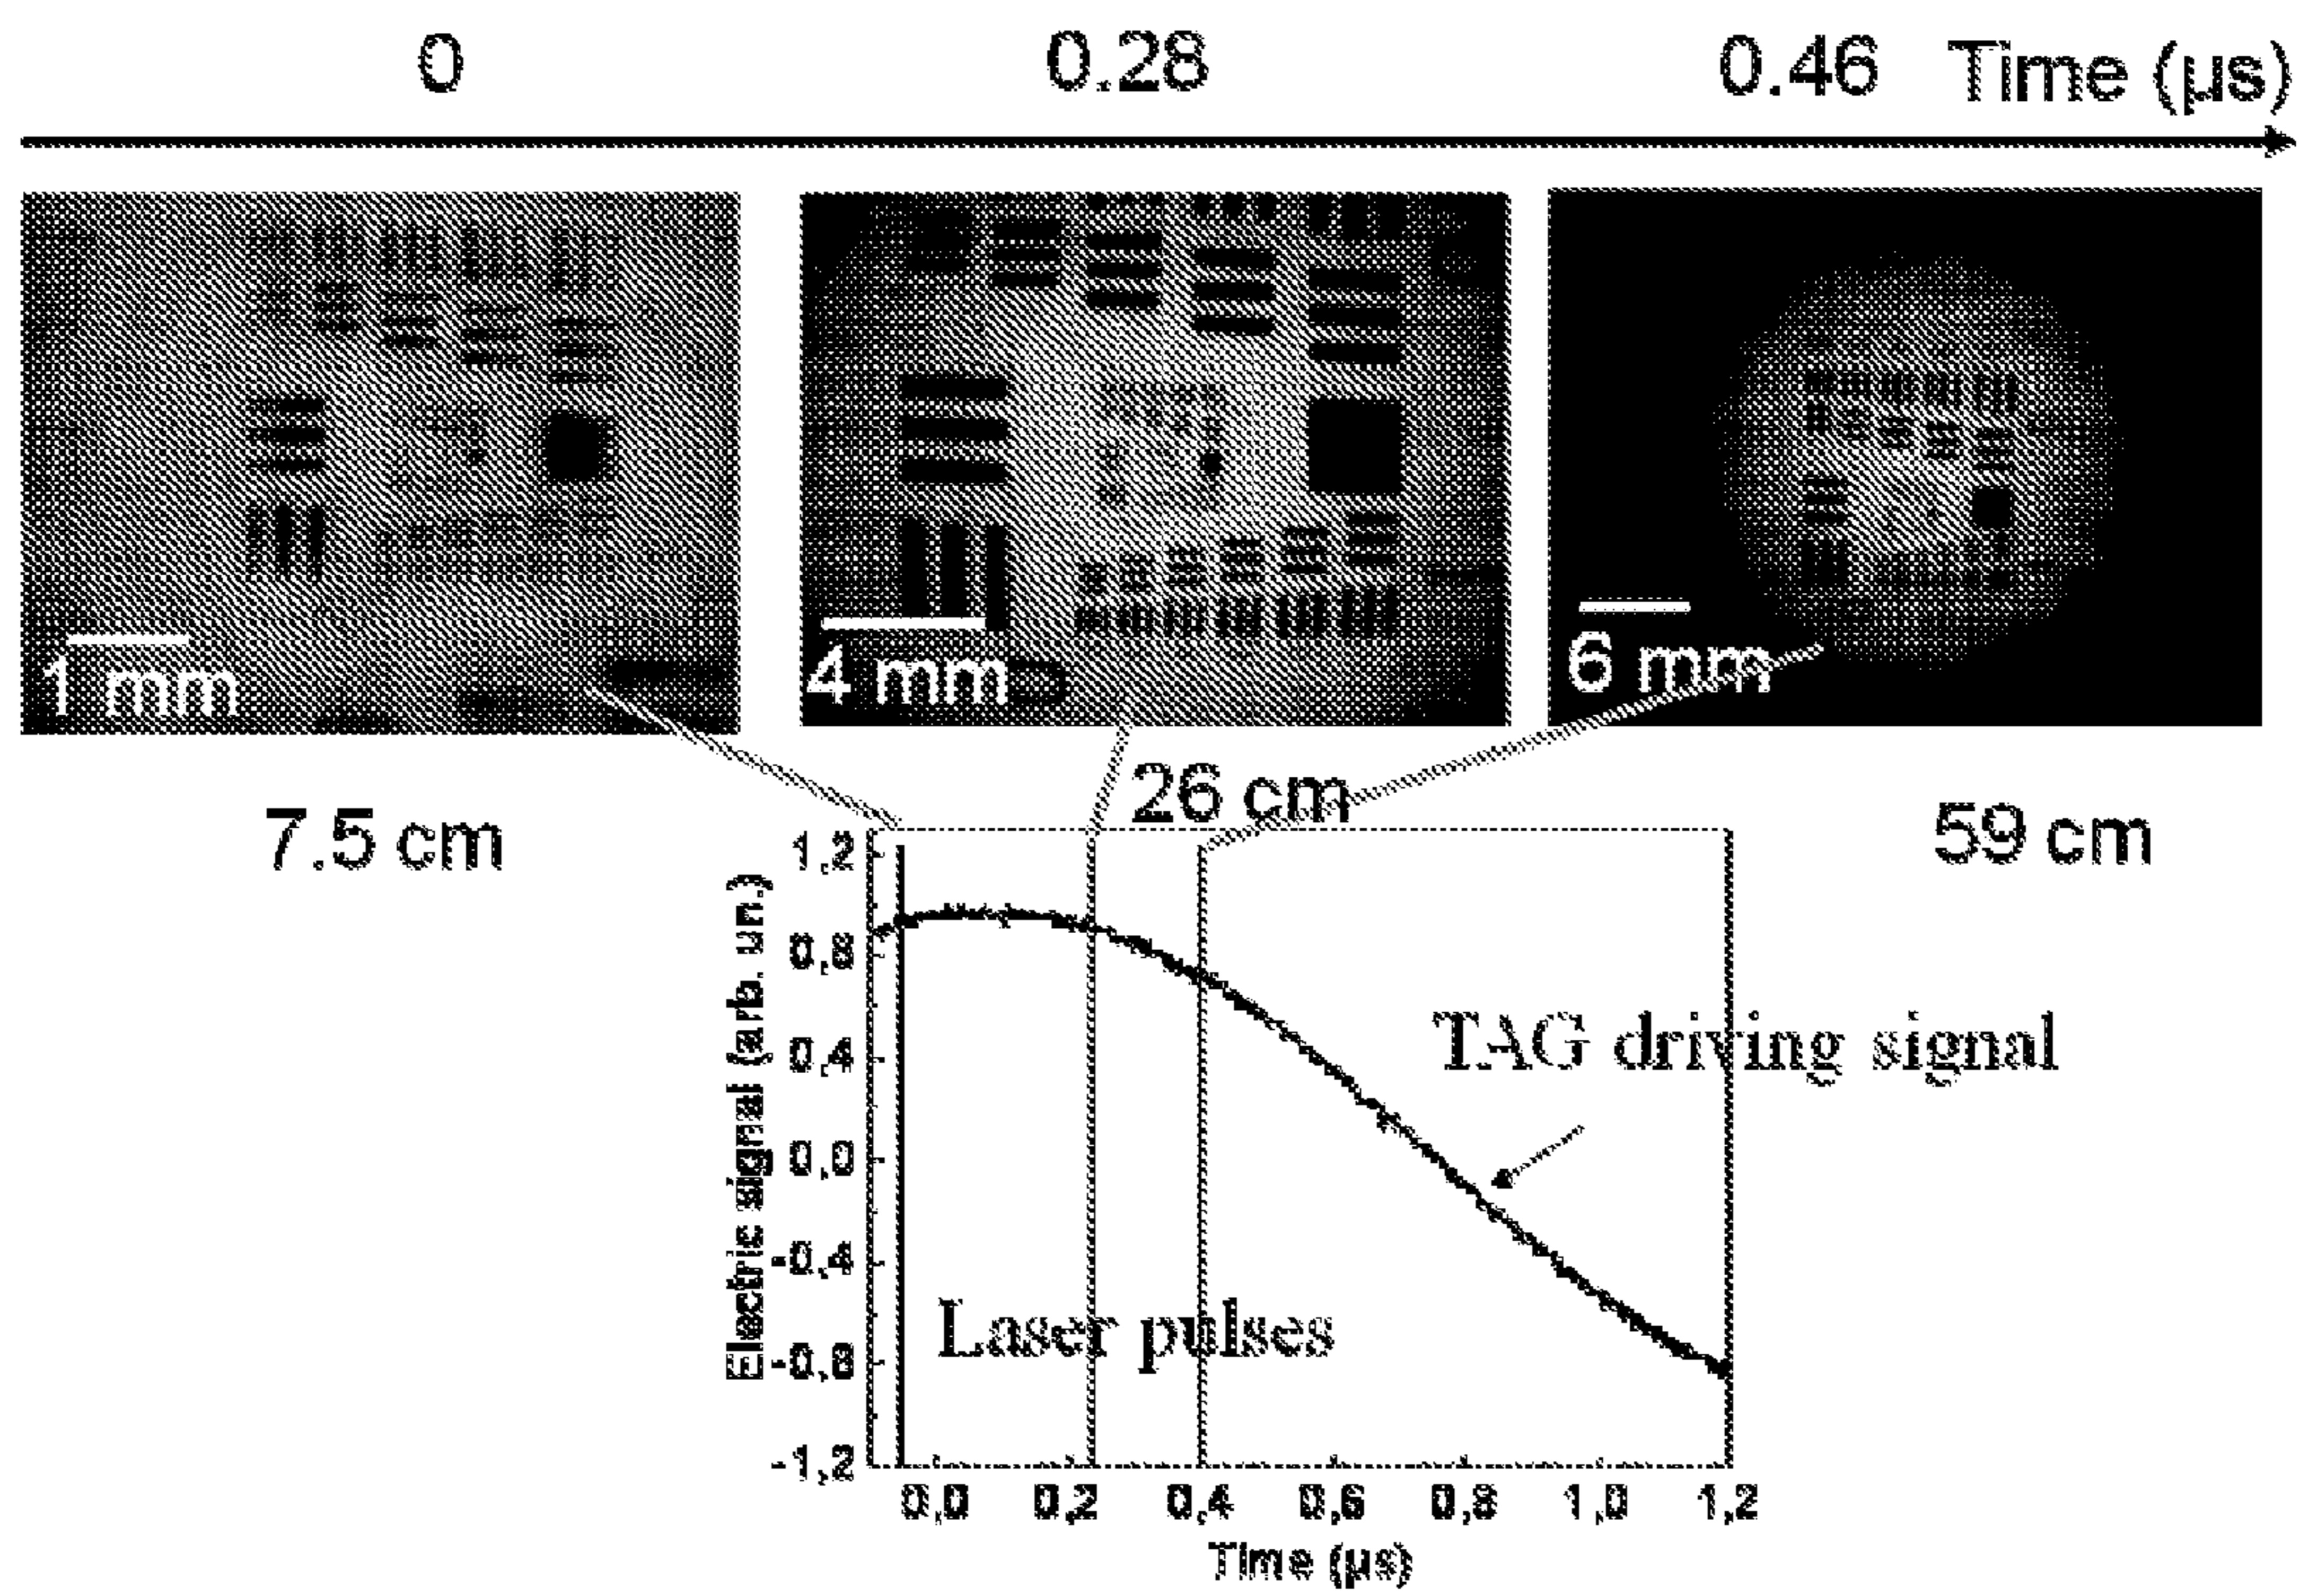 0 0.28 0.46 Time (µs)
1 mm
4 mm
6 mm
7.5 cm
26 cm
59 cm
1,2
0,8
0,4
0,0
-0,4
-0,8
-1,2
Electric signal (arb. un.)
TAG driving signal
Laser pulses
0,0 0,2 0,4 0,6 0,8 1,0 1,2
Time (µs)